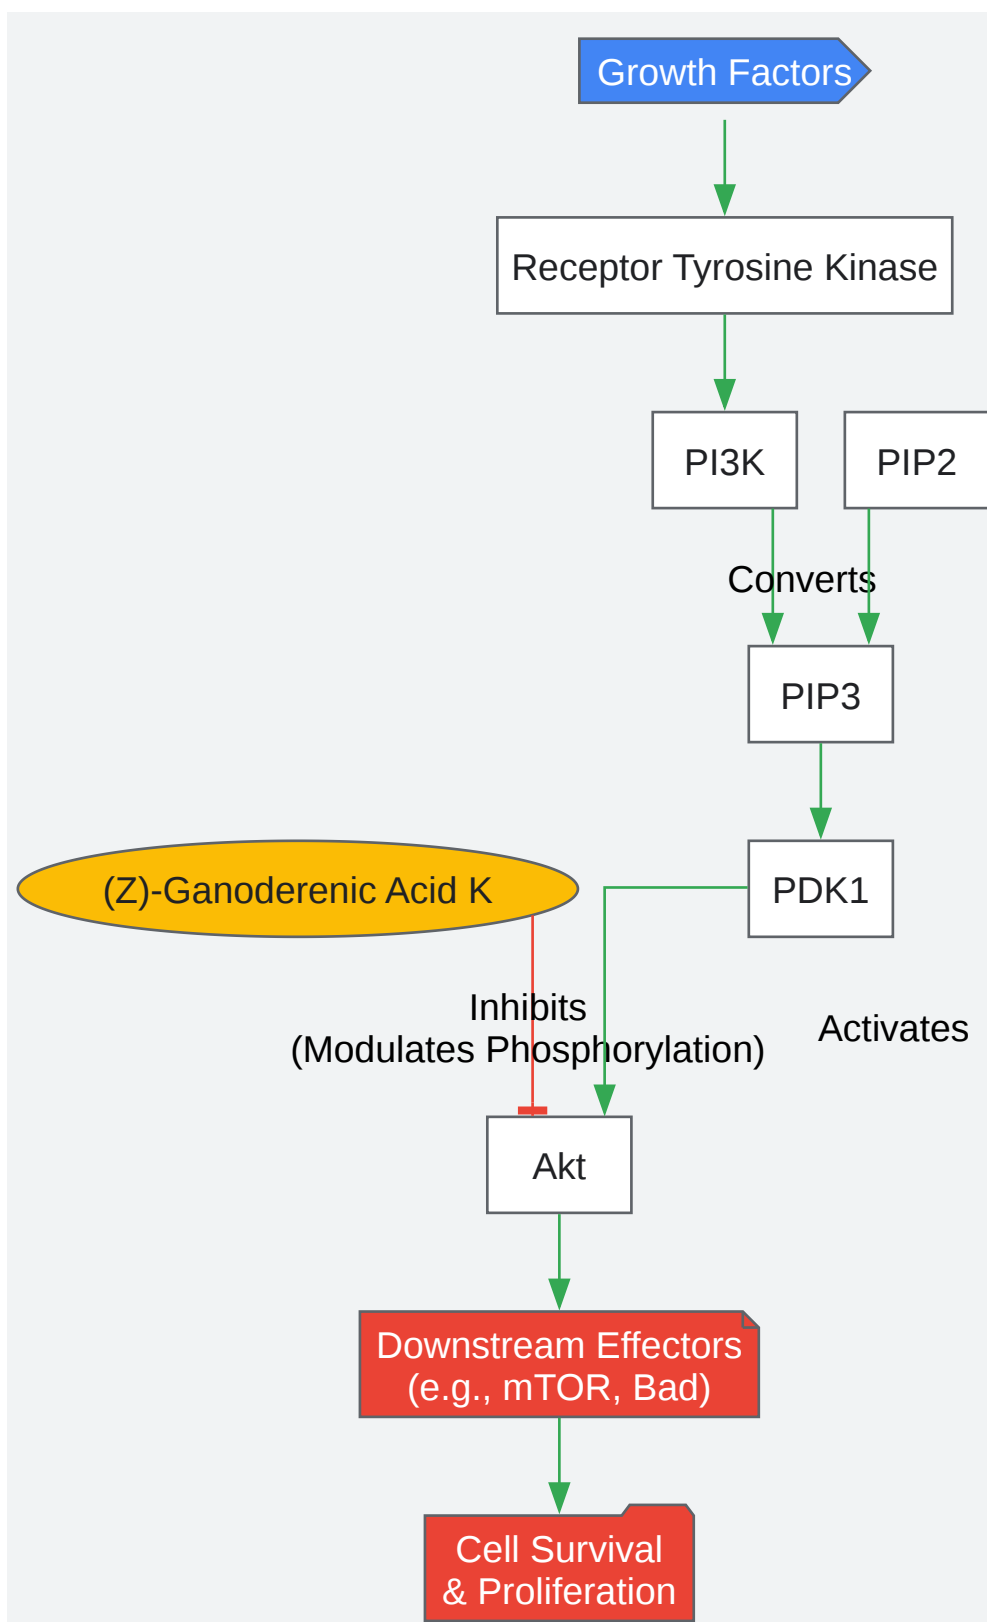 Growth Factors
Receptor Tyrosine Kinase
PI3K
PIP2
Converts
PIP3
(Z)-Ganoderenic Acid K
PDK1
Inhibits
(Modulates Phosphorylation)
Activates
Akt
Downstream Effectors
(e.g., mTOR, Bad)
Cell Survival
& Proliferation